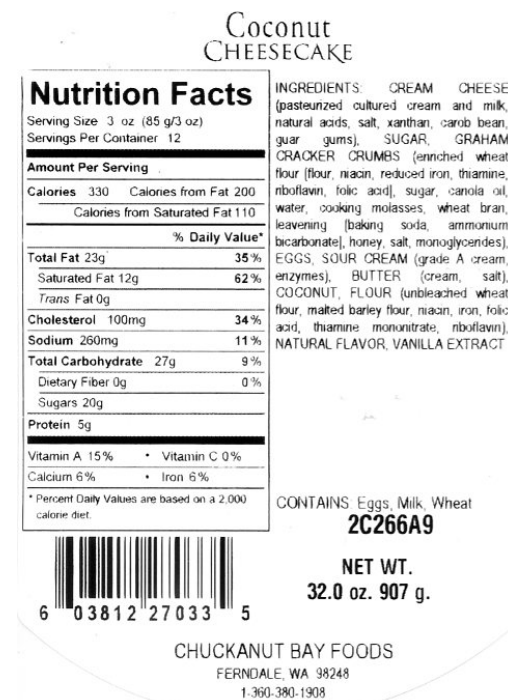 Coconut
CHEESECAKE
Nutrition Facts
Serving Size 3 oz (85 g/3 oz)
Servings Per Container 12
Amount Per Serving
Calories 330 Calories from Fat 200
Calories from Saturated Fat 110
% Daily Value*
Total Fat 23g 35%
Saturated Fat 12g 62%
Trans Fat 0g
Cholesterol 100mg 34%
Sodium 260mg 11%
Total Carbohydrate 27g 9%
Dietary Fiber 0g 0%
Sugars 20g
Protein 5g
Vitamin A 15% • Vitamin C 0%
Calcium 6% • Iron 6%
* Percent Daily Values are based on a 2,000
calorie diet.
INGREDIENTS: CREAM CHEESE
(pasteurized cultured cream and milk,
natural acids, salt, xanthan, carob bean,
guar gums), SUGAR, GRAHAM
CRACKER CRUMBS (enriched wheat
flour [flour, niacin, reduced iron, thiamine,
riboflavin, folic acid], sugar, canola oil,
water, cooking molasses, wheat bran,
leavening [baking soda, ammonium
bicarbonate], honey, salt, monoglycerides),
EGGS, SOUR CREAM (grade A cream,
enzymes), BUTTER (cream, salt),
COCONUT, FLOUR (unbleached wheat
flour, malted barley flour, niacin, iron, folic
acid, thiamine mononitrate, riboflavin),
NATURAL FLAVOR, VANILLA EXTRACT
CONTAINS: Eggs, Milk, Wheat
2C266A9
NET WT.
32.0 oz. 907 g.
6 03812 27033 5
CHUCKANUT BAY FOODS
FERNDALE, WA 98248
1-360-380-1908